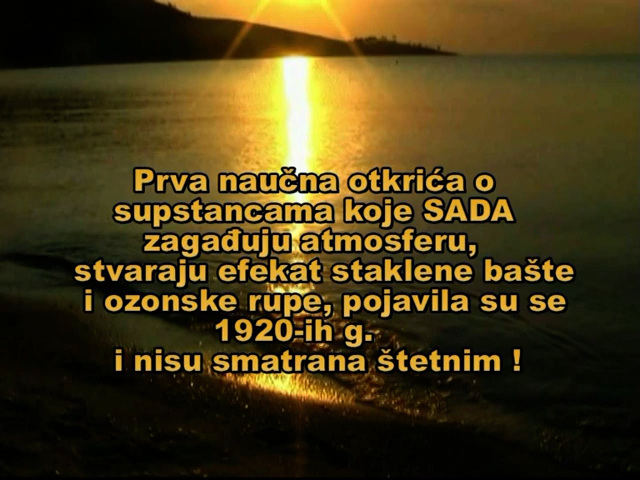 Prva naučna otkrića o
supstancama koje SADA
zagađuju atmosferu,
stvaraju efekat staklene bašte
i ozonske rupe, pojavila su se
1920-ih g.
i nisu smatrana štetnim !